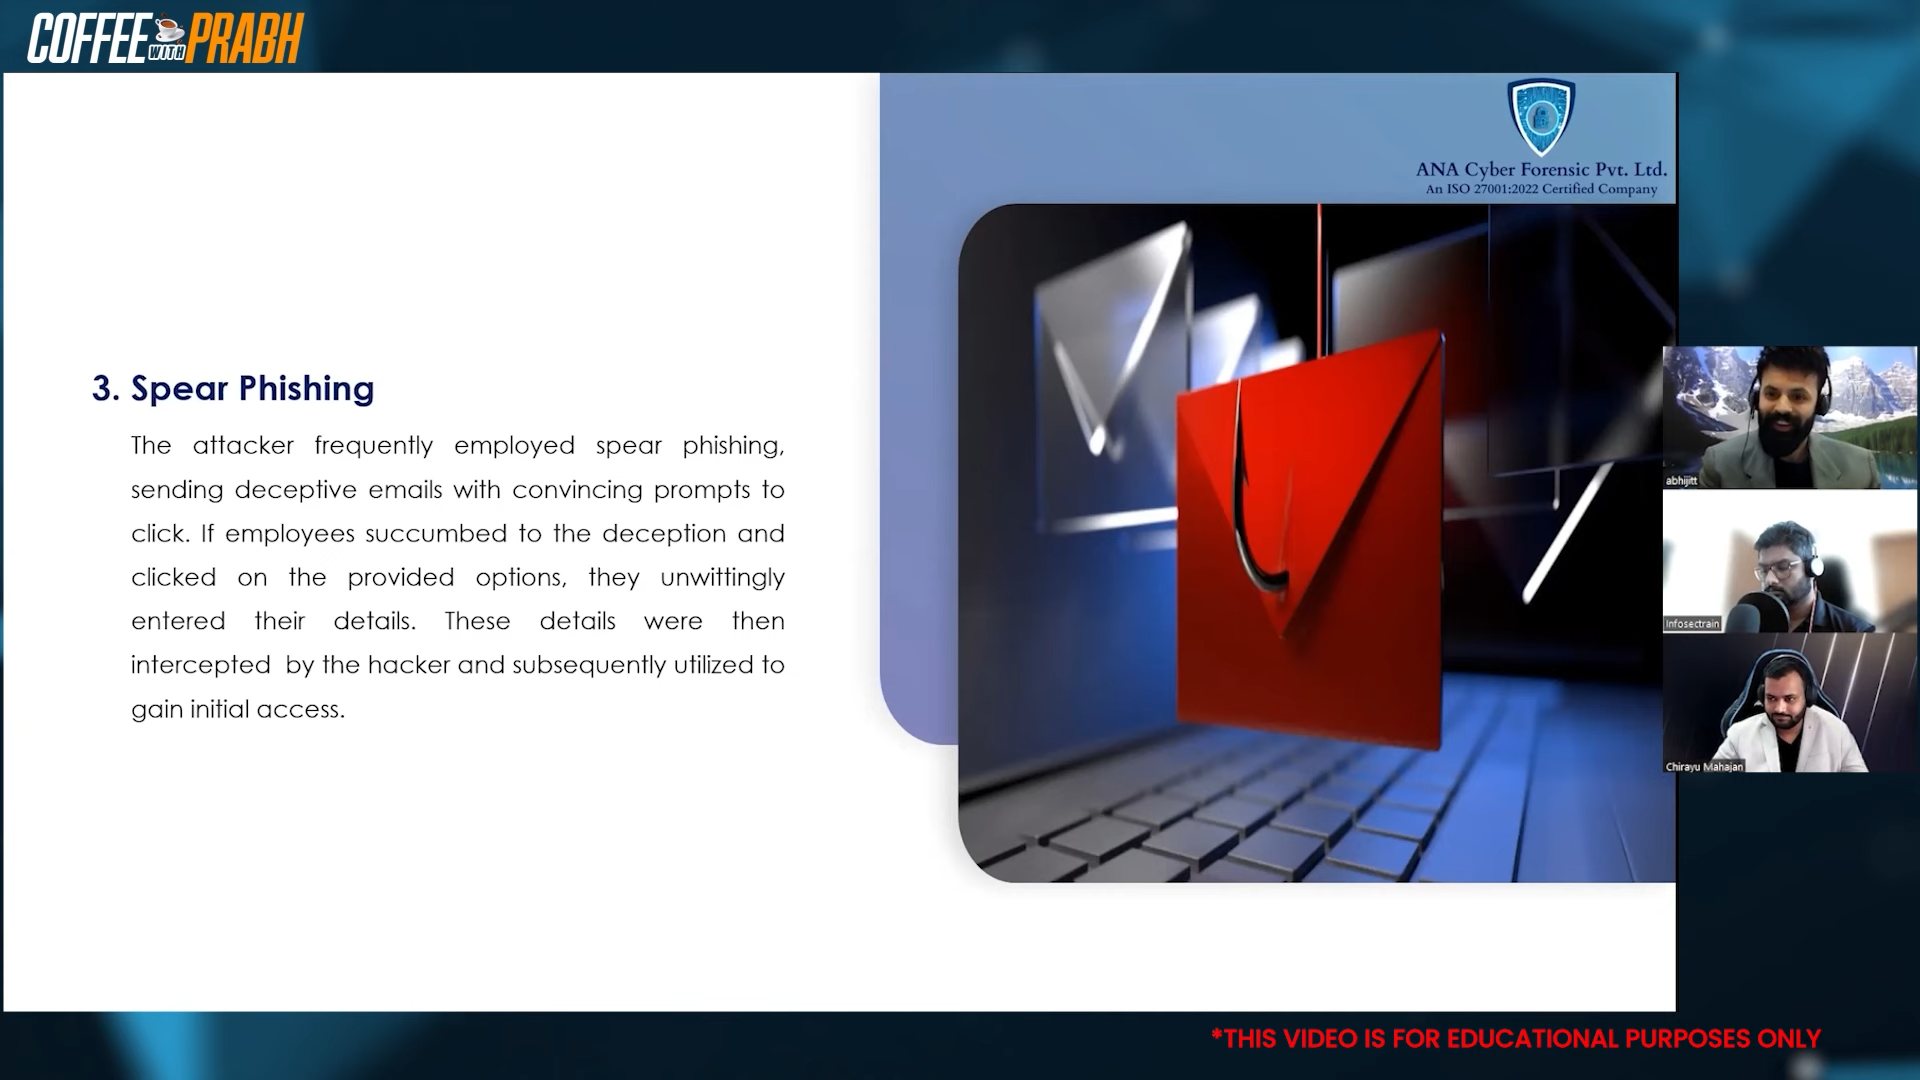 COFFEE WITH PRABH
ANA Cyber Forensic Pvt. Ltd.
An ISO 27001:2022 Certified Company
3. Spear Phishing
The attacker frequently employed spear phishing,
sending deceptive emails with convincing prompts to
click. If employees succumbed to the deception and
clicked on the provided options, they unwittingly
entered their details. These details were then
intercepted by the hacker and subsequently utilized to
gain initial access.
abhijitt
Infosectrain
Chirayu Mahajan
*THIS VIDEO IS FOR EDUCATIONAL PURPOSES ONLY